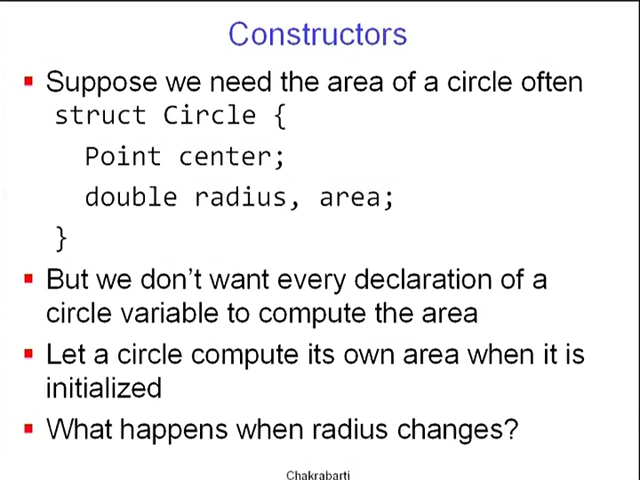 Constructors
Suppose we need the area of a circle often
struct Circle {
Point center;
double radius, area;
}
But we don't want every declaration of a
circle variable to compute the area
Let a circle compute its own area when it is
initialized
What happens when radius changes?
Chakrabarti